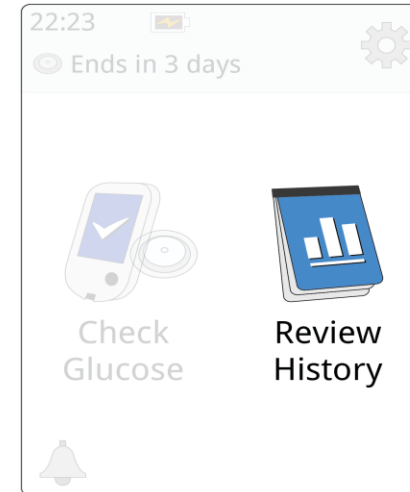 22:23
Ends in 3 days
Check
Glucose
Review
History